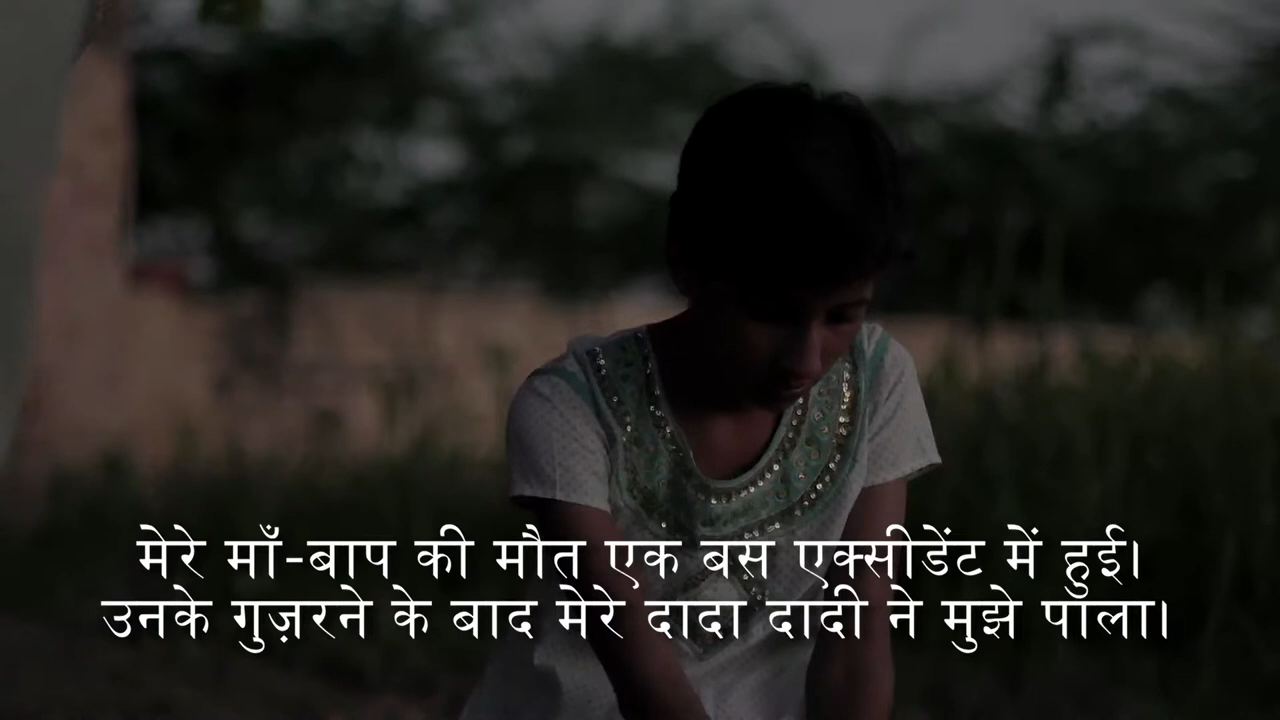 मेरे माँ-बाप की मौत एक बस एक्सीडेंट में हुई।
उनके गुज़रने के बाद मेरे दादा दादी ने मुझे पाला।